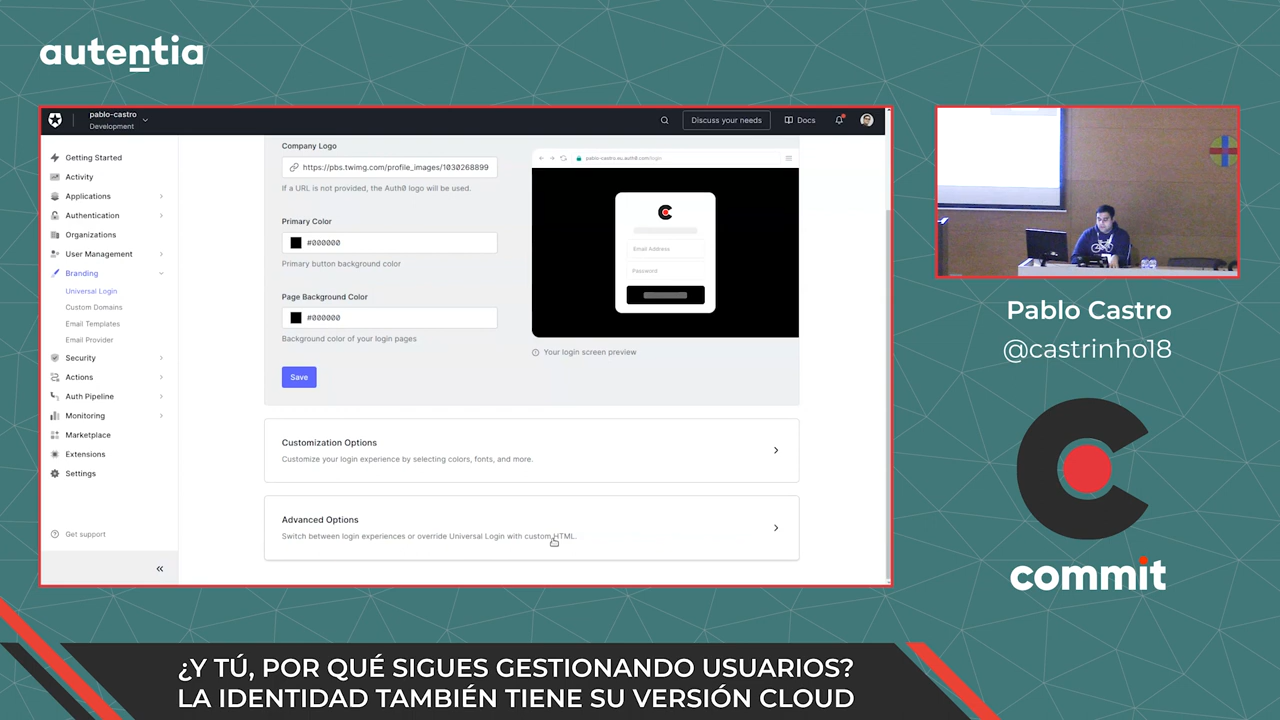 autentia
pablo-castro
Development
Discuss your needs
Docs
Getting Started
Activity
Applications
Authentication
Organizations
User Management
Branding
Universal Login
Custom Domains
Email Templates
Email Provider
Security
Actions
Auth Pipeline
Monitoring
Marketplace
Extensions
Settings
Get support
Company Logo
https://pbs.twimg.com/profile_images/1030268899
If a URL is not provided, the Auth0 logo will be used.
Primary Color
#000000
Primary button background color
Page Background Color
#000000
Background color of your login pages
Save
pablo-castro.eu.auth0.com/login
Email Address
Password
Your login screen preview
Customization Options
Customize your login experience by selecting colors, fonts, and more.
Advanced Options
Switch between login experiences or override Universal Login with custom HTML.
Pablo Castro
@castrinho18
commit
¿Y TÚ, POR QUÉ SIGUES GESTIONANDO USUARIOS?
LA IDENTIDAD TAMBIÉN TIENE SU VERSIÓN CLOUD